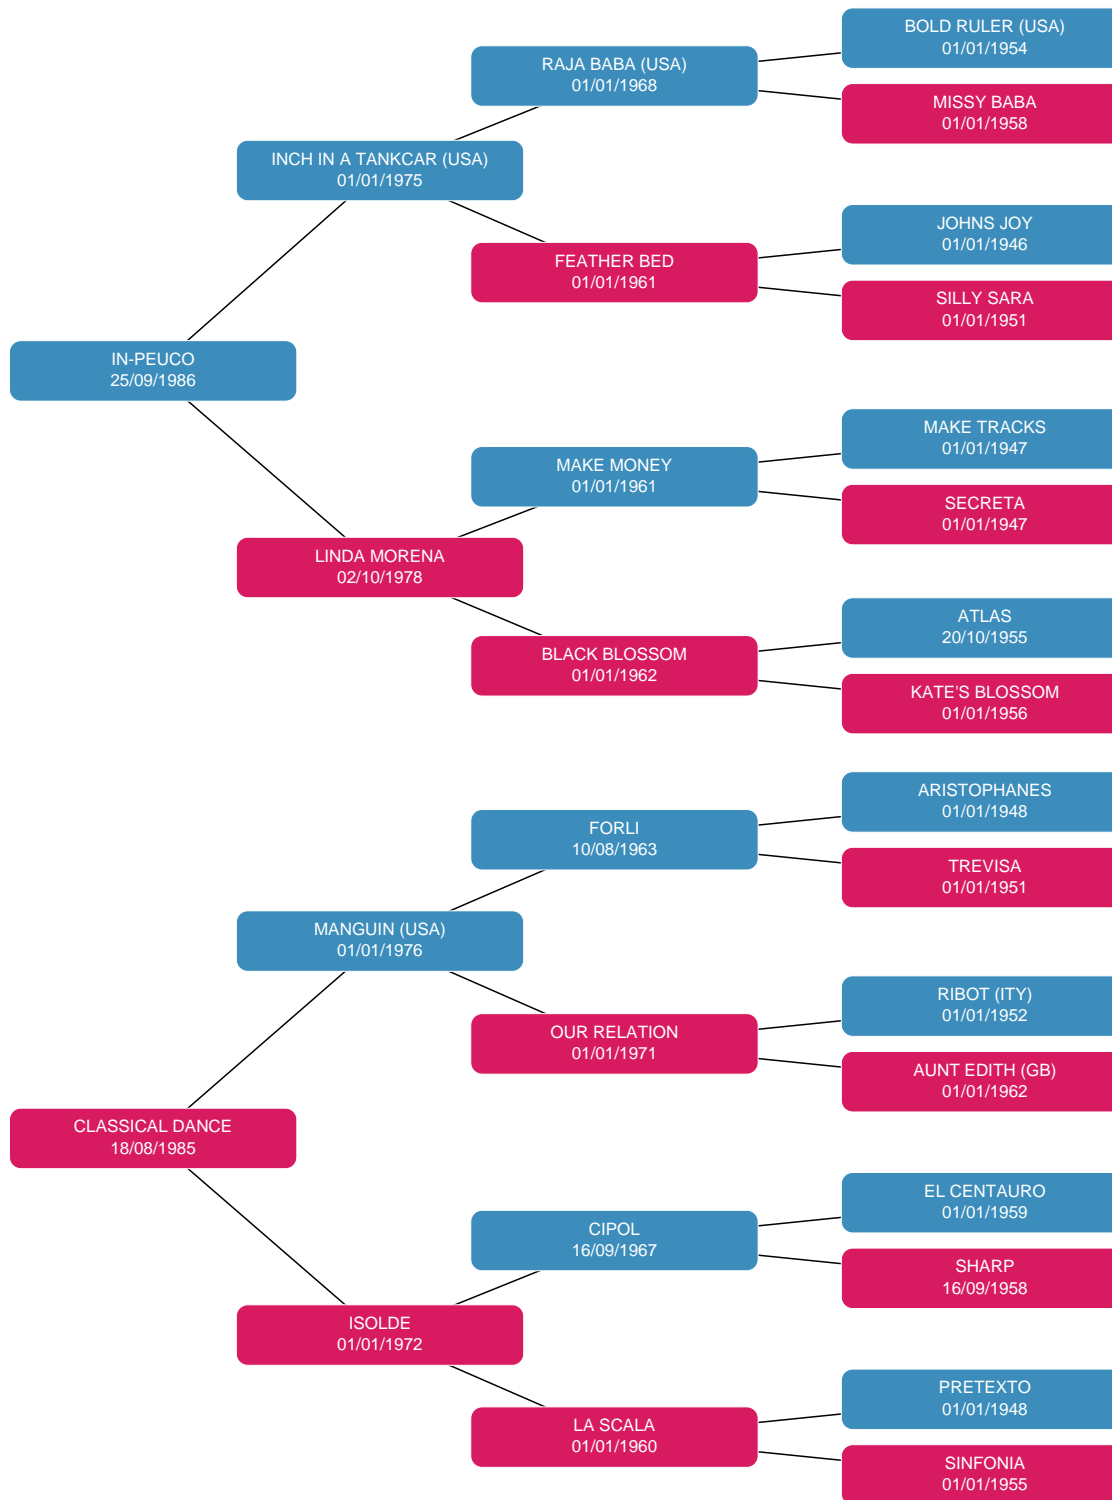 BOLD RULER (USA)
01/01/1954
RAJA BABA (USA)
01/01/1968
MISSY BABA
01/01/1958
INCH IN A TANKCAR (USA)
01/01/1975
JOHNS JOY
01/01/1946
FEATHER BED
01/01/1961
SILLY SARA
01/01/1951
IN-PEUCO
25/09/1986
MAKE TRACKS
01/01/1947
MAKE MONEY
01/01/1961
SECRETA
01/01/1947
LINDA MORENA
02/10/1978
ATLAS
20/10/1955
BLACK BLOSSOM
01/01/1962
KATE'S BLOSSOM
01/01/1956
ARISTOPHANES
01/01/1948
FORLI
10/08/1963
TREVISA
01/01/1951
MANGUIN (USA)
01/01/1976
RIBOT (ITY)
01/01/1952
OUR RELATION
01/01/1971
AUNT EDITH (GB)
01/01/1962
CLASSICAL DANCE
18/08/1985
EL CENTAURO
01/01/1959
CIPOL
16/09/1967
SHARP
16/09/1958
ISOLDE
01/01/1972
PRETEXTO
01/01/1948
LA SCALA
01/01/1960
SINFONIA
01/01/1955